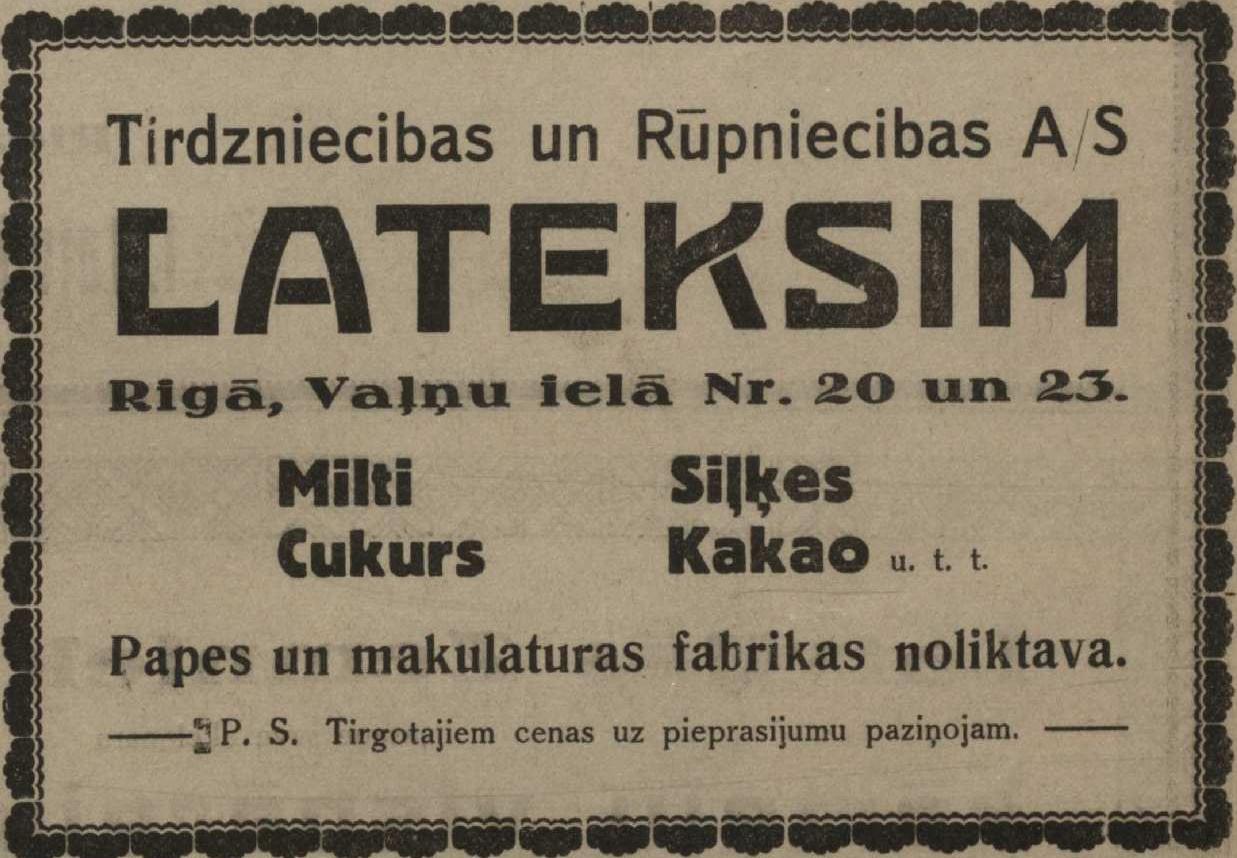 Tirdzniecibas un Rūpniecibas A/S
LATEKSIM
Rigā, Vaļņu ielā Nr. 20 un 23.
Milti Siļķes
Cukurs Kakao u. t. t.
Papes un makulaturas fabrikas noliktava.
P. S. Tirgotajiem cenas uz pieprasijumu paziņojam.